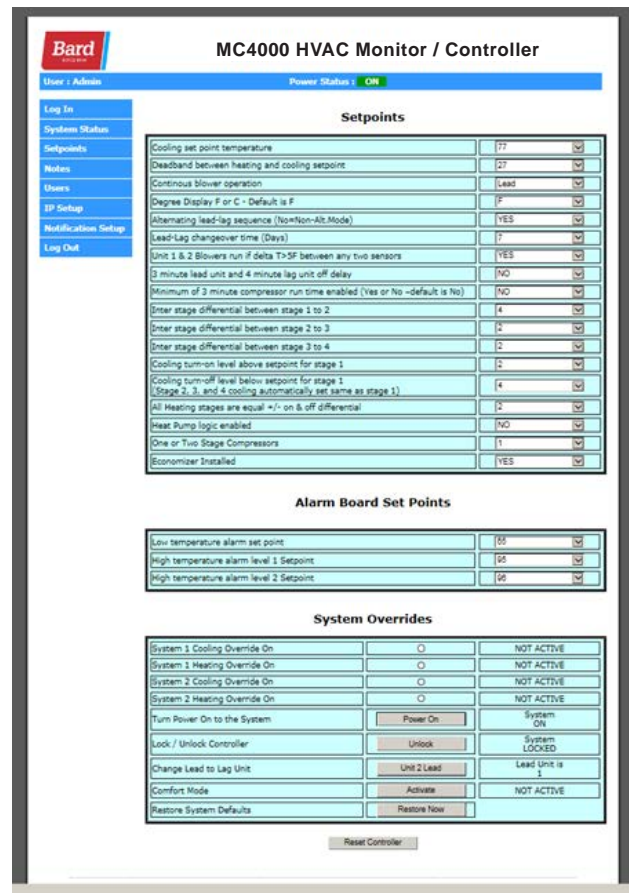 Bard
MC4000 HVAC Monitor / Controller
User : Admin
Power Status : ON
Log In
System Status
Setpoints
Notes
Users
IP Setup
Notification Setup
Log Out
Setpoints
Cooling set point temperature 77
Deadband between heating and cooling setpoint 27
Continous blower operation Lead
Degree Display F or C - Default is F F
Alternating lead-lag sequence (No=Non-Alt.Mode) YES
Lead-Lag changeover time (Days) 7
Unit 1 & 2 Blowers run if delta T>5F between any two sensors YES
3 minute lead unit and 4 minute lag unit off delay NO
Minimum of 3 minute compressor run time enabled (Yes or No -default is No) NO
Inter stage differential between stage 1 to 2 4
Inter stage differential between stage 2 to 3 2
Inter stage differential between stage 3 to 4 2
Cooling turn-on level above setpoint for stage 1 2
Cooling turn-off level below setpoint for stage 1
(Stage 2, 3, and 4 cooling automatically set same as stage 1) 4
All Heating stages are equal +/- on & off differential 2
Heat Pump logic enabled NO
One or Two Stage Compressors 1
Economizer Installed YES
Alarm Board Set Points
Low temperature alarm set point
High temperature alarm level 1 Setpoint
High temperature alarm level 2 Setpoint
System Overrides
System 1 Cooling Override On NOT ACTIVE
System 1 Heating Override On NOT ACTIVE
System 2 Cooling Override On NOT ACTIVE
System 2 Heating Override On NOT ACTIVE
Turn Power On to the System Power On System
ON
Lock / Unlock Controller Unlock System
LOCKED
Change Lead to Lag Unit Unit 2 Lead Lead Unit is
1
Comfort Mode Activate NOT ACTIVE
Restore System Defaults Restore Now
Reset Controller